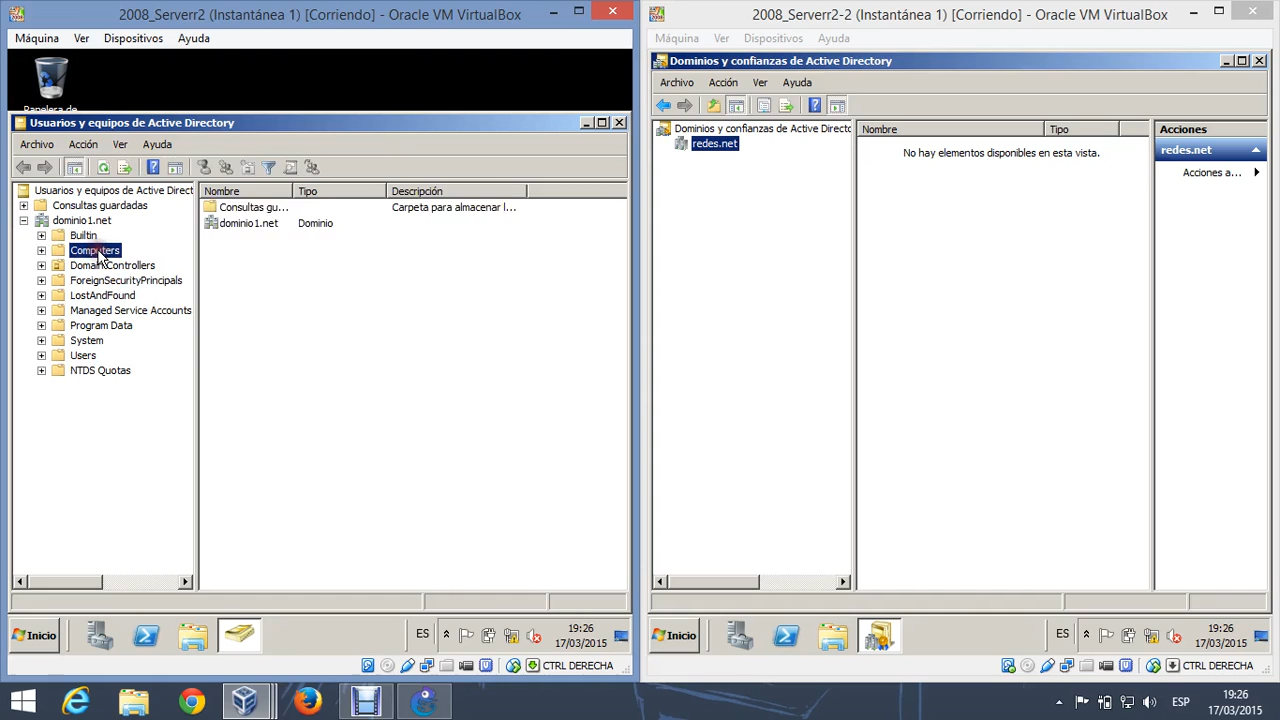 2008_Serverr2 (Instantánea 1) [Corriendo] - Oracle VM VirtualBox
Máquina Ver Dispositivos Ayuda
Papelera de
Usuarios y equipos de Active Directory
Archivo Acción Ver Ayuda
Usuarios y equipos de Active Direct
Consultas guardadas
dominio1.net
Builtin
Computers
Domain Controllers
ForeignSecurityPrincipals
LostAndFound
Managed Service Accounts
Program Data
System
Users
NTDS Quotas
Nombre Tipo Descripción
Consultas gu... Carpeta para almacenar l...
dominio1.net Dominio
Inicio
ES
19:26
17/03/2015
CTRL DERECHA
2008_Serverr2-2 (Instantánea 1) [Corriendo] - Oracle VM VirtualBox
Máquina Ver Dispositivos Ayuda
Dominios y confianzas de Active Directory
Archivo Acción Ver Ayuda
Dominios y confianzas de Active Directo
redes.net
Nombre Tipo
No hay elementos disponibles en esta vista.
Acciones
redes.net
Acciones a...
Inicio
ES
19:26
17/03/2015
CTRL DERECHA
ESP
19:26
17/03/2015